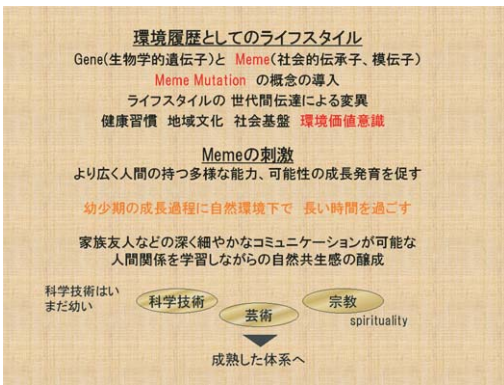 環境履歴としてのライフスタイル
Gene(生物学的遺伝子)と Meme(社会的伝承子、模伝子)
Meme Mutation の概念の導入
ライフスタイルの 世代間伝達による変異
健康習慣 地域文化 社会基盤 環境価値意識
Memeの刺激
より広く人間の持つ多様な能力、可能性の成長発育を促す
幼少期の成長過程に自然環境下で 長い時間を過ごす
家族友人などの深く細やかなコミュニケーションが可能な
人間関係を学習しながらの自然共生感の醸成
科学技術はい
まだ幼い
科学技術
芸術
宗教
spirituality
成熟した体系へ